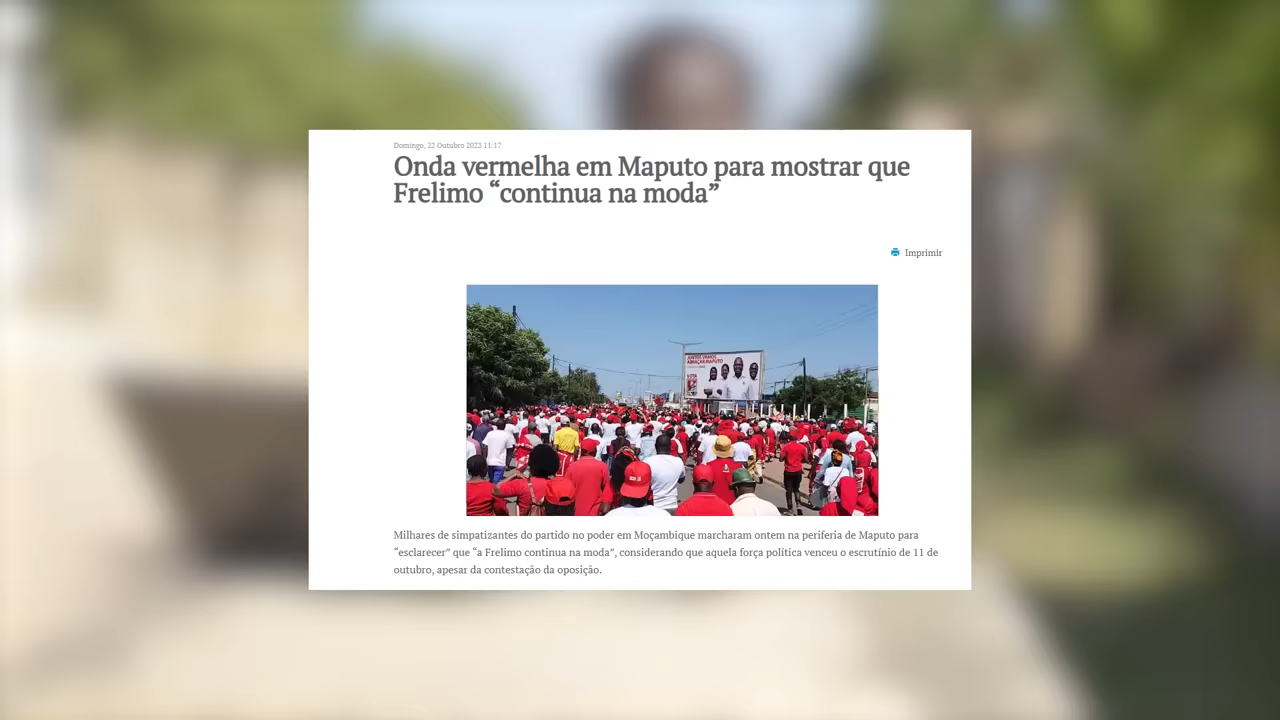 Domingo, 22 Outubro 2023 11:17
Onda vermelha em Maputo para mostrar que
Frelimo “continua na moda”
Imprimir
JUNTOS VAMOS
ABRAÇAR MAPUTO
VOTA
Milhares de simpatizantes do partido no poder em Moçambique marcharam ontem na periferia de Maputo para
“esclarecer” que “a Frelimo continua na moda”, considerando que aquela força política venceu o escrutínio de 11 de
outubro, apesar da contestação da oposição.